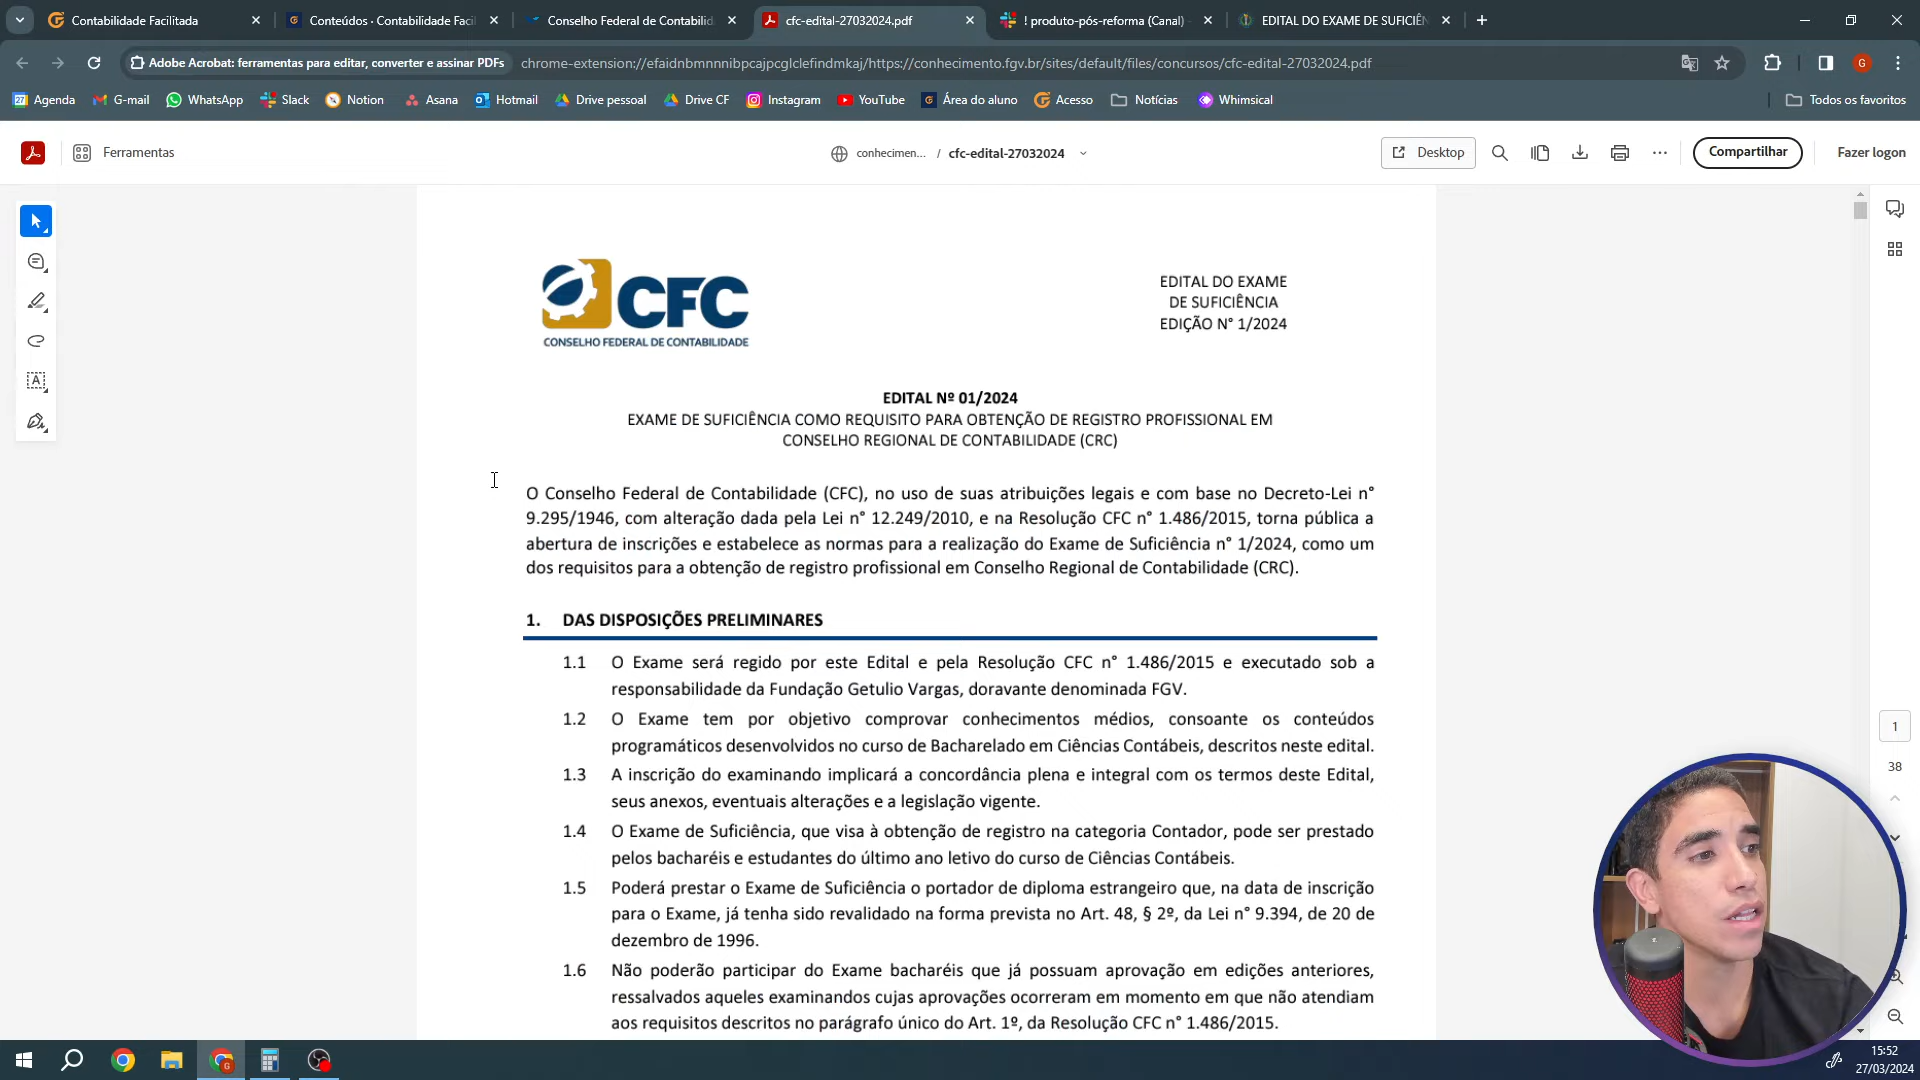 Contabilidade Facilitada
Conteúdos · Contabilidade Facil
Conselho Federal de Contabilida
cfc-edital-27032024.pdf
! produto-pós-reforma (Canal)
EDITAL DO EXAME DE SUFICIÊN
Adobe Acrobat: ferramentas para editar, converter e assinar PDFs
chrome-extension://efaidnbmnnnibpcajpcglclefindmkaj/https://conhecimento.fgv.br/sites/default/files/concursos/cfc-edital-27032024.pdf
G
Agenda
G-mail
WhatsApp
Slack
Notion
Asana
Hotmail
Drive pessoal
Drive CF
Instagram
YouTube
Área do aluno
Acesso
Notícias
Whimsical
Todos os favoritos
Ferramentas
conhecimen... / cfc-edital-27032024
Desktop
Compartilhar
Fazer logon
CFC
CONSELHO FEDERAL DE CONTABILIDADE
EDITAL DO EXAME
DE SUFICIÊNCIA
EDIÇÃO N° 1/2024
EDITAL Nº 01/2024
EXAME DE SUFICIÊNCIA COMO REQUISITO PARA OBTENÇÃO DE REGISTRO PROFISSIONAL EM
CONSELHO REGIONAL DE CONTABILIDADE (CRC)
O Conselho Federal de Contabilidade (CFC), no uso de suas atribuições legais e com base no Decreto-Lei n°
9.295/1946, com alteração dada pela Lei n° 12.249/2010, e na Resolução CFC n° 1.486/2015, torna pública a
abertura de inscrições e estabelece as normas para a realização do Exame de Suficiência n° 1/2024, como um
dos requisitos para a obtenção de registro profissional em Conselho Regional de Contabilidade (CRC).
1. DAS DISPOSIÇÕES PRELIMINARES
1.1 O Exame será regido por este Edital e pela Resolução CFC n° 1.486/2015 e executado sob a
responsabilidade da Fundação Getulio Vargas, doravante denominada FGV.
1.2 O Exame tem por objetivo comprovar conhecimentos médios, consoante os conteúdos
programáticos desenvolvidos no curso de Bacharelado em Ciências Contábeis, descritos neste edital.
1.3 A inscrição do examinando implicará a concordância plena e integral com os termos deste Edital,
seus anexos, eventuais alterações e a legislação vigente.
1.4 O Exame de Suficiência, que visa à obtenção de registro na categoria Contador, pode ser prestado
pelos bacharéis e estudantes do último ano letivo do curso de Ciências Contábeis.
1.5 Poderá prestar o Exame de Suficiência o portador de diploma estrangeiro que, na data de inscrição
para o Exame, já tenha sido revalidado na forma prevista no Art. 48, § 2º, da Lei n° 9.394, de 20 de
dezembro de 1996.
1.6 Não poderão participar do Exame bacharéis que já possuam aprovação em edições anteriores,
ressalvados aqueles examinandos cujas aprovações ocorreram em momento em que não atendiam
aos requisitos descritos no parágrafo único do Art. 1º, da Resolução CFC n° 1.486/2015.
1
38
15:52
27/03/2024